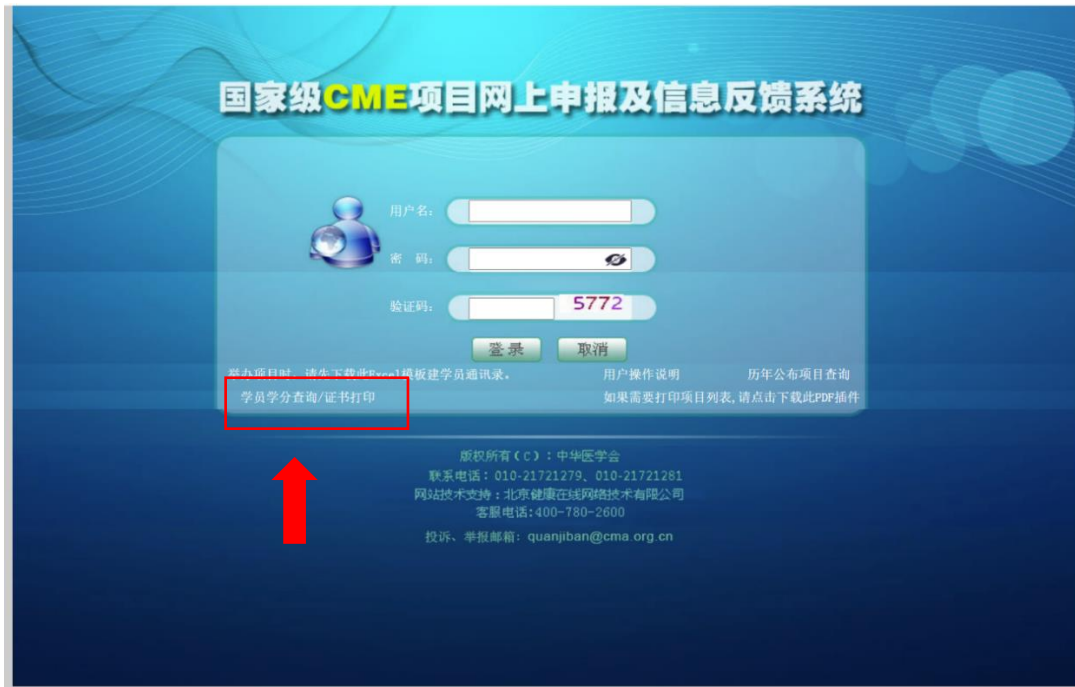 国家级CME项目网上申报及信息反馈系统
用户名：
密 码：
验证码： 5772
登录 取消
举办项目时，请先下载此Excel模板建学员通讯录。 用户操作说明 历年公布项目查询
学员学分查询/证书打印 如果需要打印项目列表,请点击下载此PDF插件
版权所有(C)：中华医学会
联系电话：010-21721279、010-21721281
网站技术支持：北京健康在线网络技术有限公司
客服电话:400-780-2600
投诉、举报邮箱：quanjiban@cma.org.cn